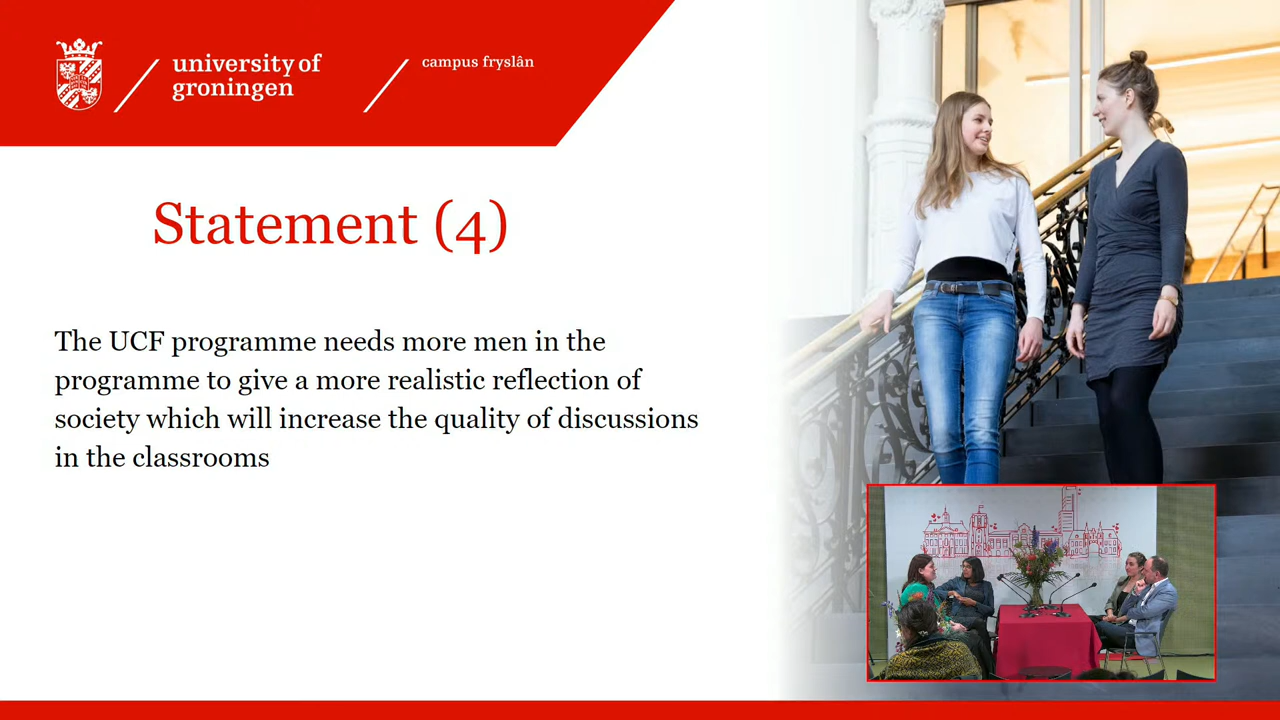 university of
groningen
campus fryslân
Statement (4)
The UCF programme needs more men in the
programme to give a more realistic reflection of
society which will increase the quality of discussions
in the classrooms